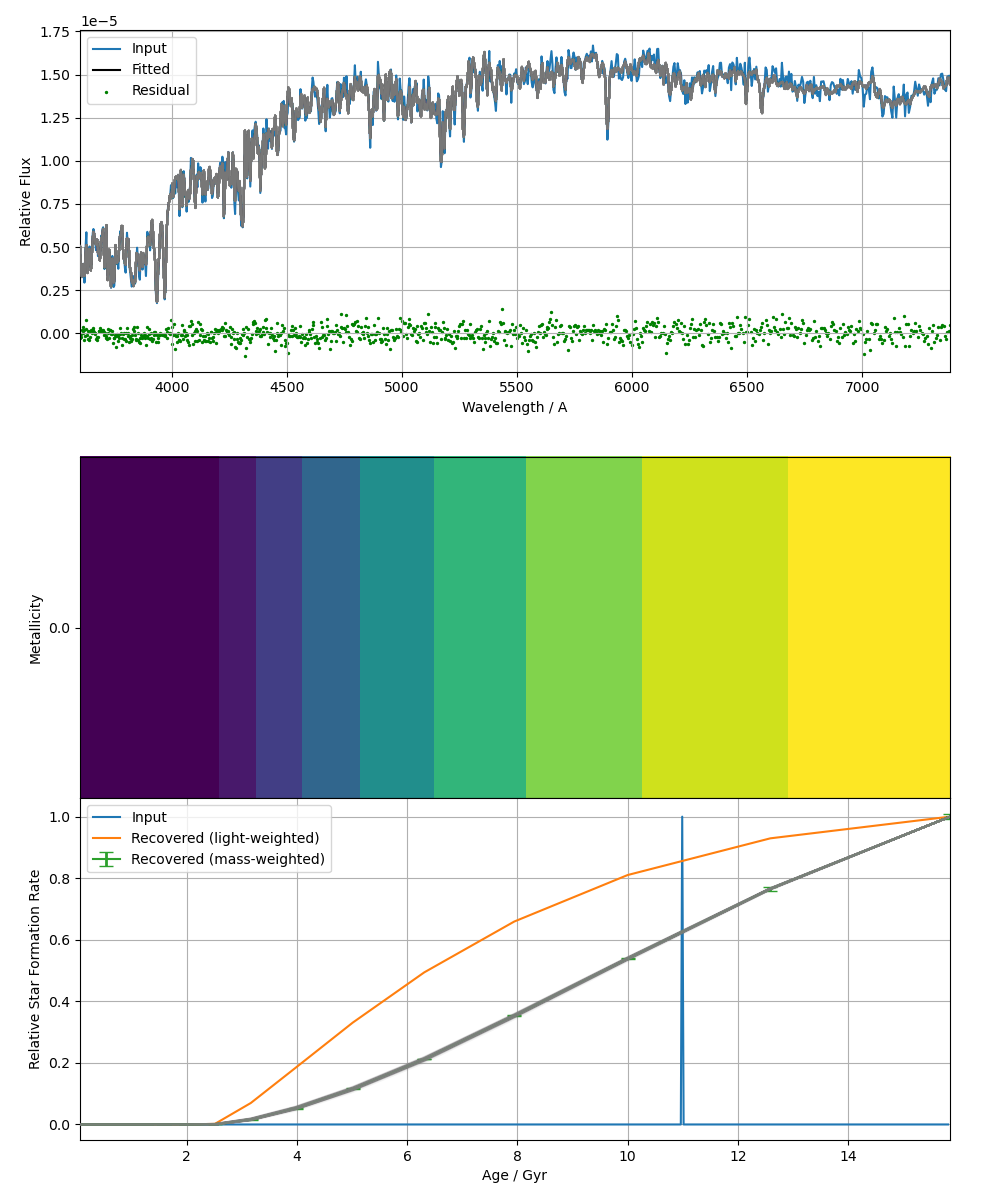 1e−5
1.75
1.50
1.25
1.00
0.75
0.50
0.25
0.00
Relative Flux
Input
Fitted
Residual
4000 4500 5000 5500 6000 6500 7000
Wavelength / A
Metallicity
0.0
1.0
0.8
0.6
0.4
0.2
0.0
Relative Star Formation Rate
Input
Recovered (light-weighted)
Recovered (mass-weighted)
2 4 6 8 10 12 14
Age / Gyr